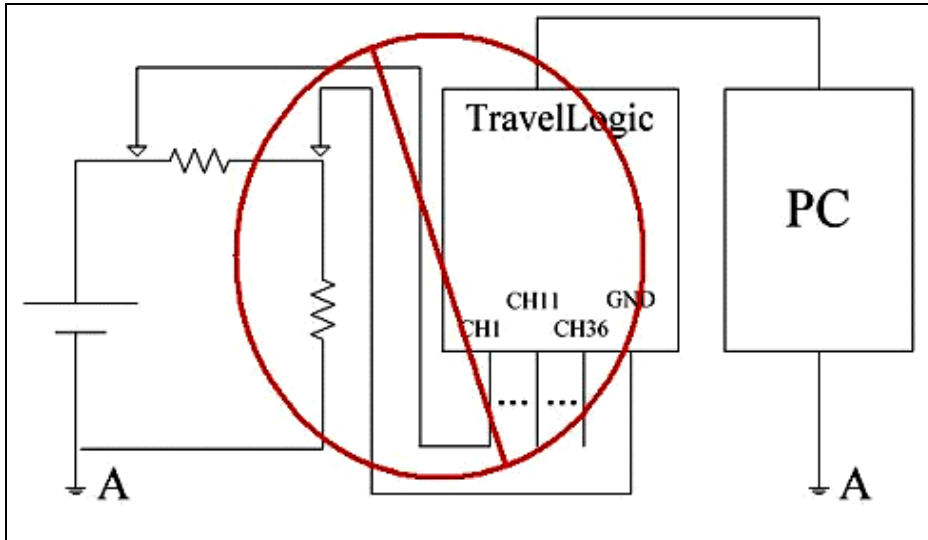 TravelLogic
PC
CH11
GND
CH1
CH36
... ...
A
A